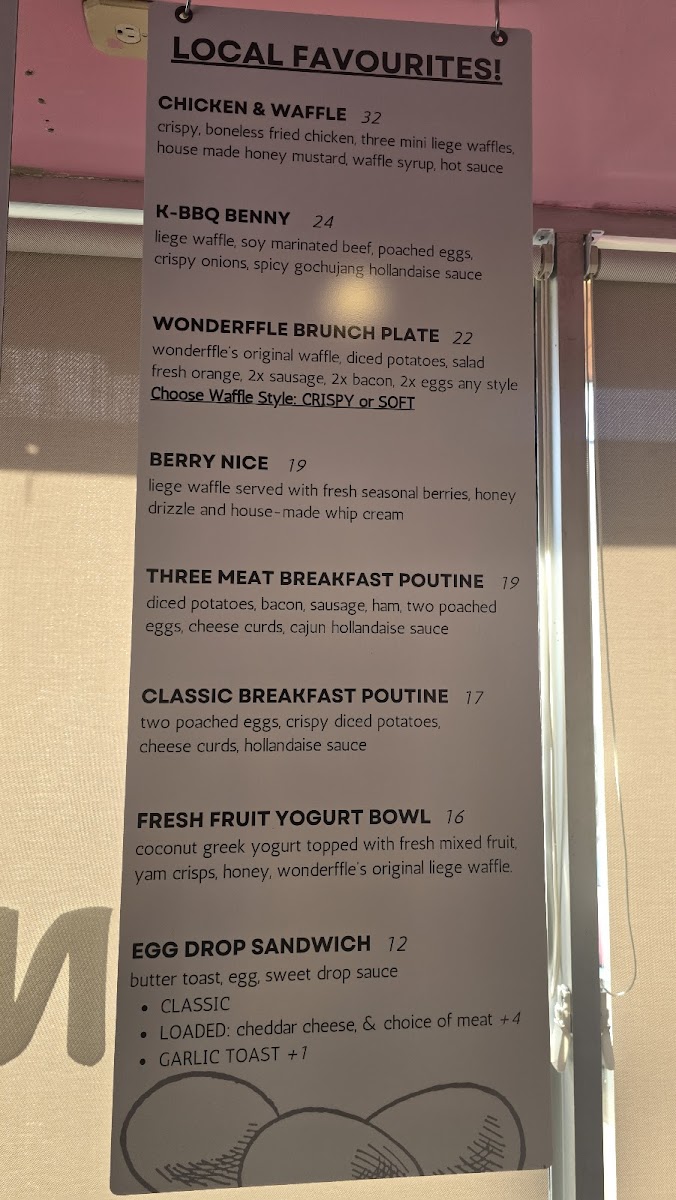 LOCAL FAVOURITES!
CHICKEN & WAFFLE 32
crispy, boneless fried chicken, three mini liege waffles,
house made honey mustard, waffle syrup, hot sauce
K-BBQ BENNY 24
liege waffle, soy marinated beef, poached eggs,
crispy onions, spicy gochujang hollandaise sauce
WONDERFFLE BRUNCH PLATE 22
wonderffle's original waffle, diced potatoes, salad
fresh orange, 2x sausage, 2x bacon, 2x eggs any style
Choose Waffle Style: CRISPY or SOFT
BERRY NICE 19
liege waffle served with fresh seasonal berries, honey
drizzle and house-made whip cream
THREE MEAT BREAKFAST POUTINE 19
diced potatoes, bacon, sausage, ham, two poached
eggs, cheese curds, cajun hollandaise sauce
CLASSIC BREAKFAST POUTINE 17
two poached eggs, crispy diced potatoes,
cheese curds, hollandaise sauce
FRESH FRUIT YOGURT BOWL 16
coconut greek yogurt topped with fresh mixed fruit,
yam crisps, honey, wonderffle's original liege waffle.
EGG DROP SANDWICH 12
butter toast, egg, sweet drop sauce
• CLASSIC
• LOADED: cheddar cheese, & choice of meat +4
• GARLIC TOAST +1